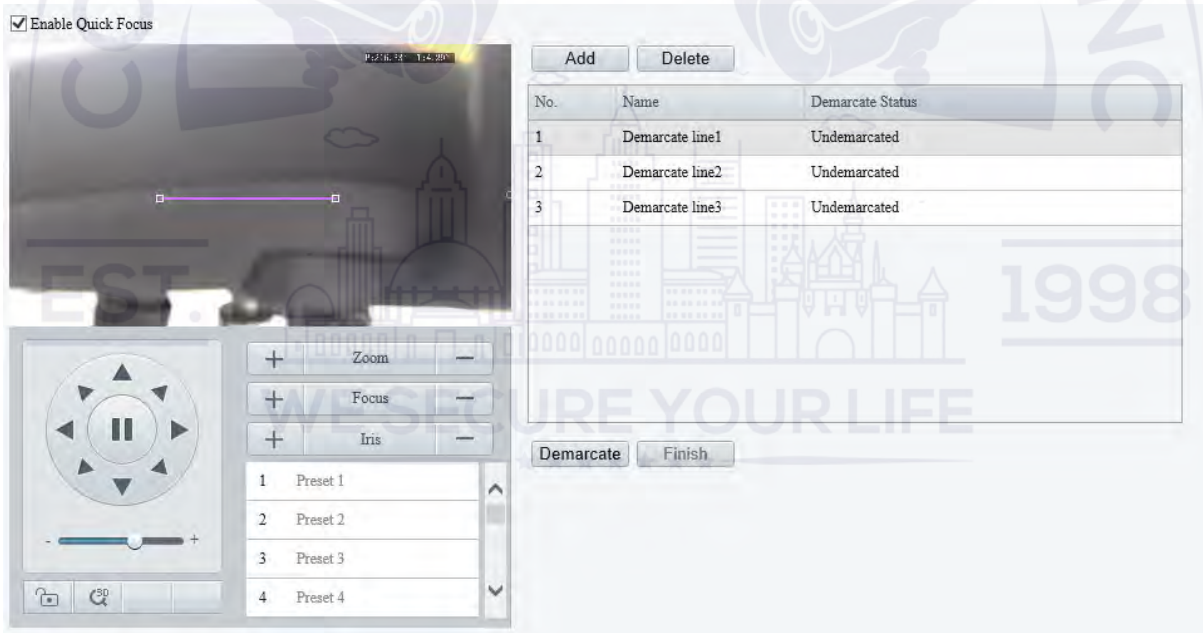 Enable Quick Focus
Add Delete
No. Name Demarcate Status
1 Demarcate line1 Undemarcated
2 Demarcate line2 Undemarcated
3 Demarcate line3 Undemarcated
EST. 1998
+ Zoom −
+ Focus −
+ Iris −
WE SECURE YOUR LIFE
Demarcate Finish
1 Preset 1
2 Preset 2
3 Preset 3
4 Preset 4
- +
3D